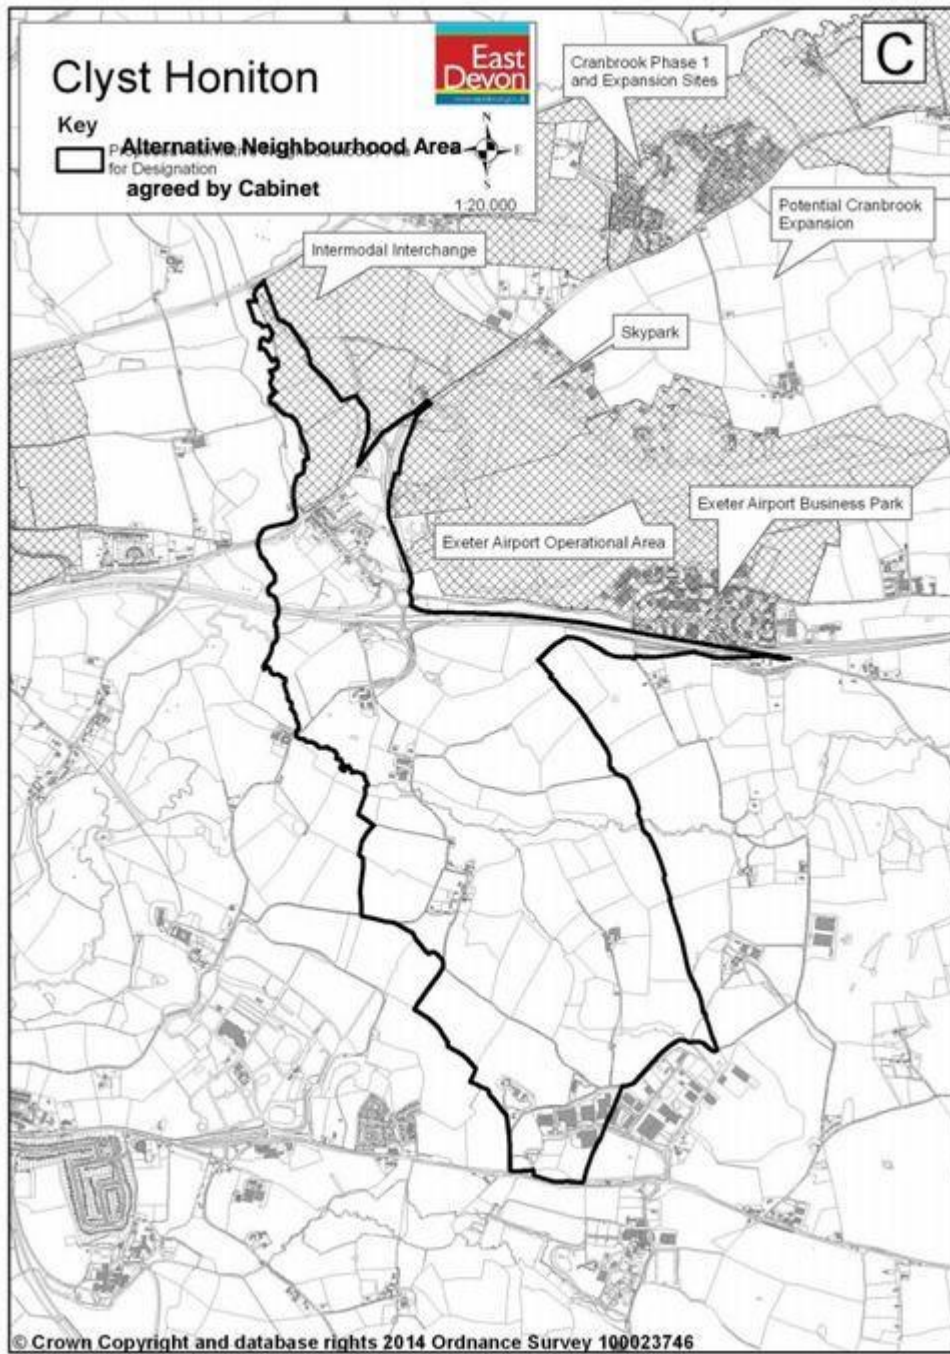 Clyst Honiton
East
Devon
C
Key
Alternative Neighbourhood Area
for Designation
agreed by Cabinet
N
E
S
1:20,000
Cranbrook Phase 1
and Expansion Sites
Potential Cranbrook
Expansion
Intermodal Interchange
Skypark
Exeter Airport Business Park
Exeter Airport Operational Area
© Crown Copyright and database rights 2014 Ordnance Survey 100023746